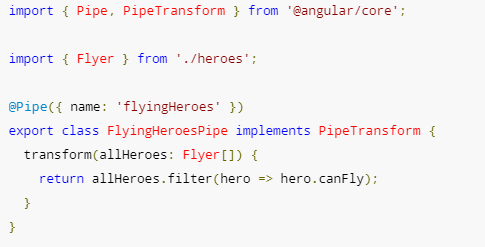 import { Pipe, PipeTransform } from '@angular/core';
import { Flyer } from './heroes';
@Pipe({ name: 'flyingHeroes' })
export class FlyingHeroesPipe implements PipeTransform {
  transform(allHeroes: Flyer[]) {
    return allHeroes.filter(hero => hero.canFly);
  }
}